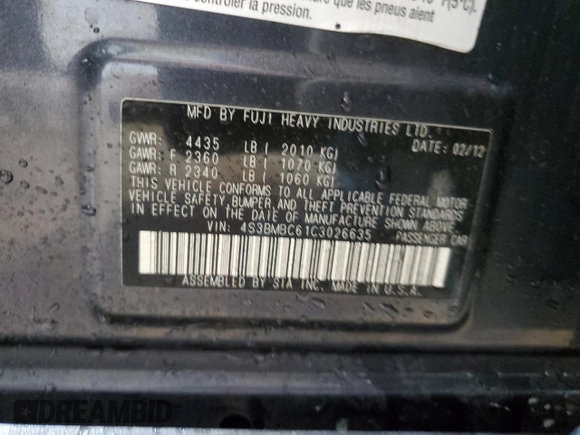 P(5°C).
contrôler la pression.
que les pneus aient
MFD BY FUJI HEAVY INDUSTRIES LTD.
GVWR: 4435 LB ( 2010 KG) DATE: 02/12
GAWR: F 2360 LB ( 1070 KG)
GAWR: R 2340 LB ( 1060 KG)
THIS VEHICLE CONFORMS TO ALL APPLICABLE FEDERAL MOTOR
VEHICLE SAFETY, BUMPER AND THEFT PREVENTION STANDARDS
IN EFFECT ON THE DATE OF MANUFACTURE SHOWN ABOVE.
VIN: 4S3BMBC61C3026635 PASSENGER CAR
ASSEMBLED BY SIA INC. MADE IN U.S.A.
DREAMBID